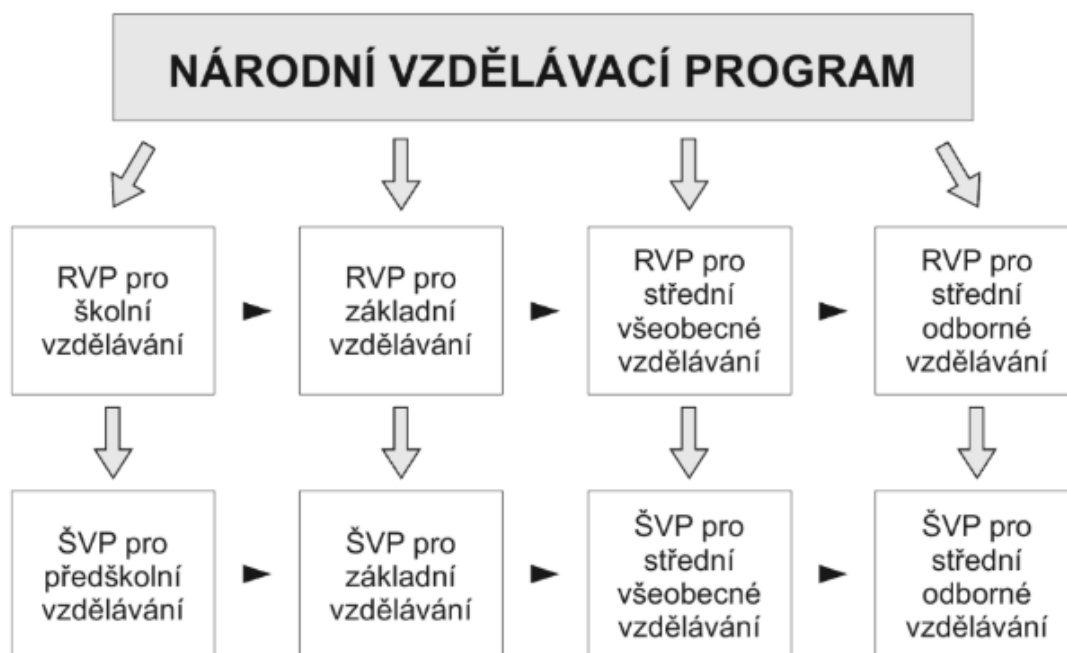 NÁRODNÍ VZDĚLÁVACÍ PROGRAM
RVP pro
školní
vzdělávání
RVP pro
základní
vzdělávání
RVP pro
střední
všeobecné
vzdělávání
RVP pro
střední
odborné
vzdělávání
ŠVP pro
předškolní
vzdělávání
ŠVP pro
základní
vzdělávání
ŠVP pro
střední
všeobecné
vzdělávání
ŠVP pro
střední
odborné
vzdělávání